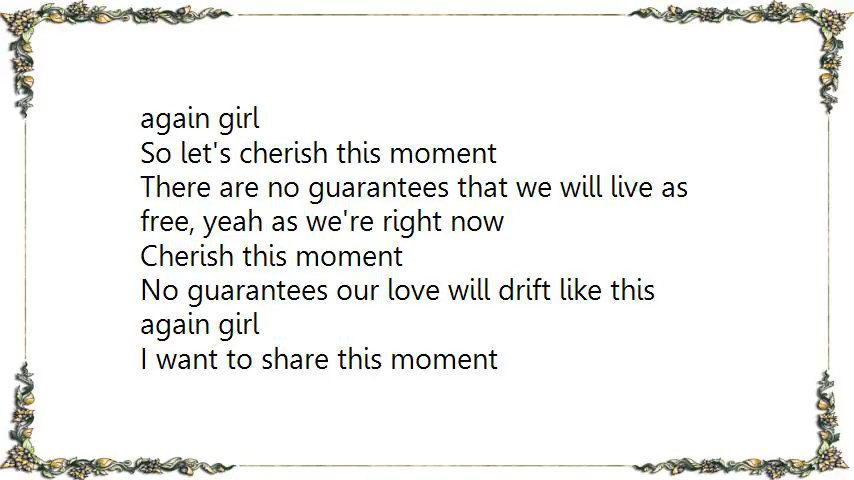 again girl
So let's cherish this moment
There are no guarantees that we will live as
free, yeah as we're right now
Cherish this moment
No guarantees our love will drift like this
again girl
I want to share this moment